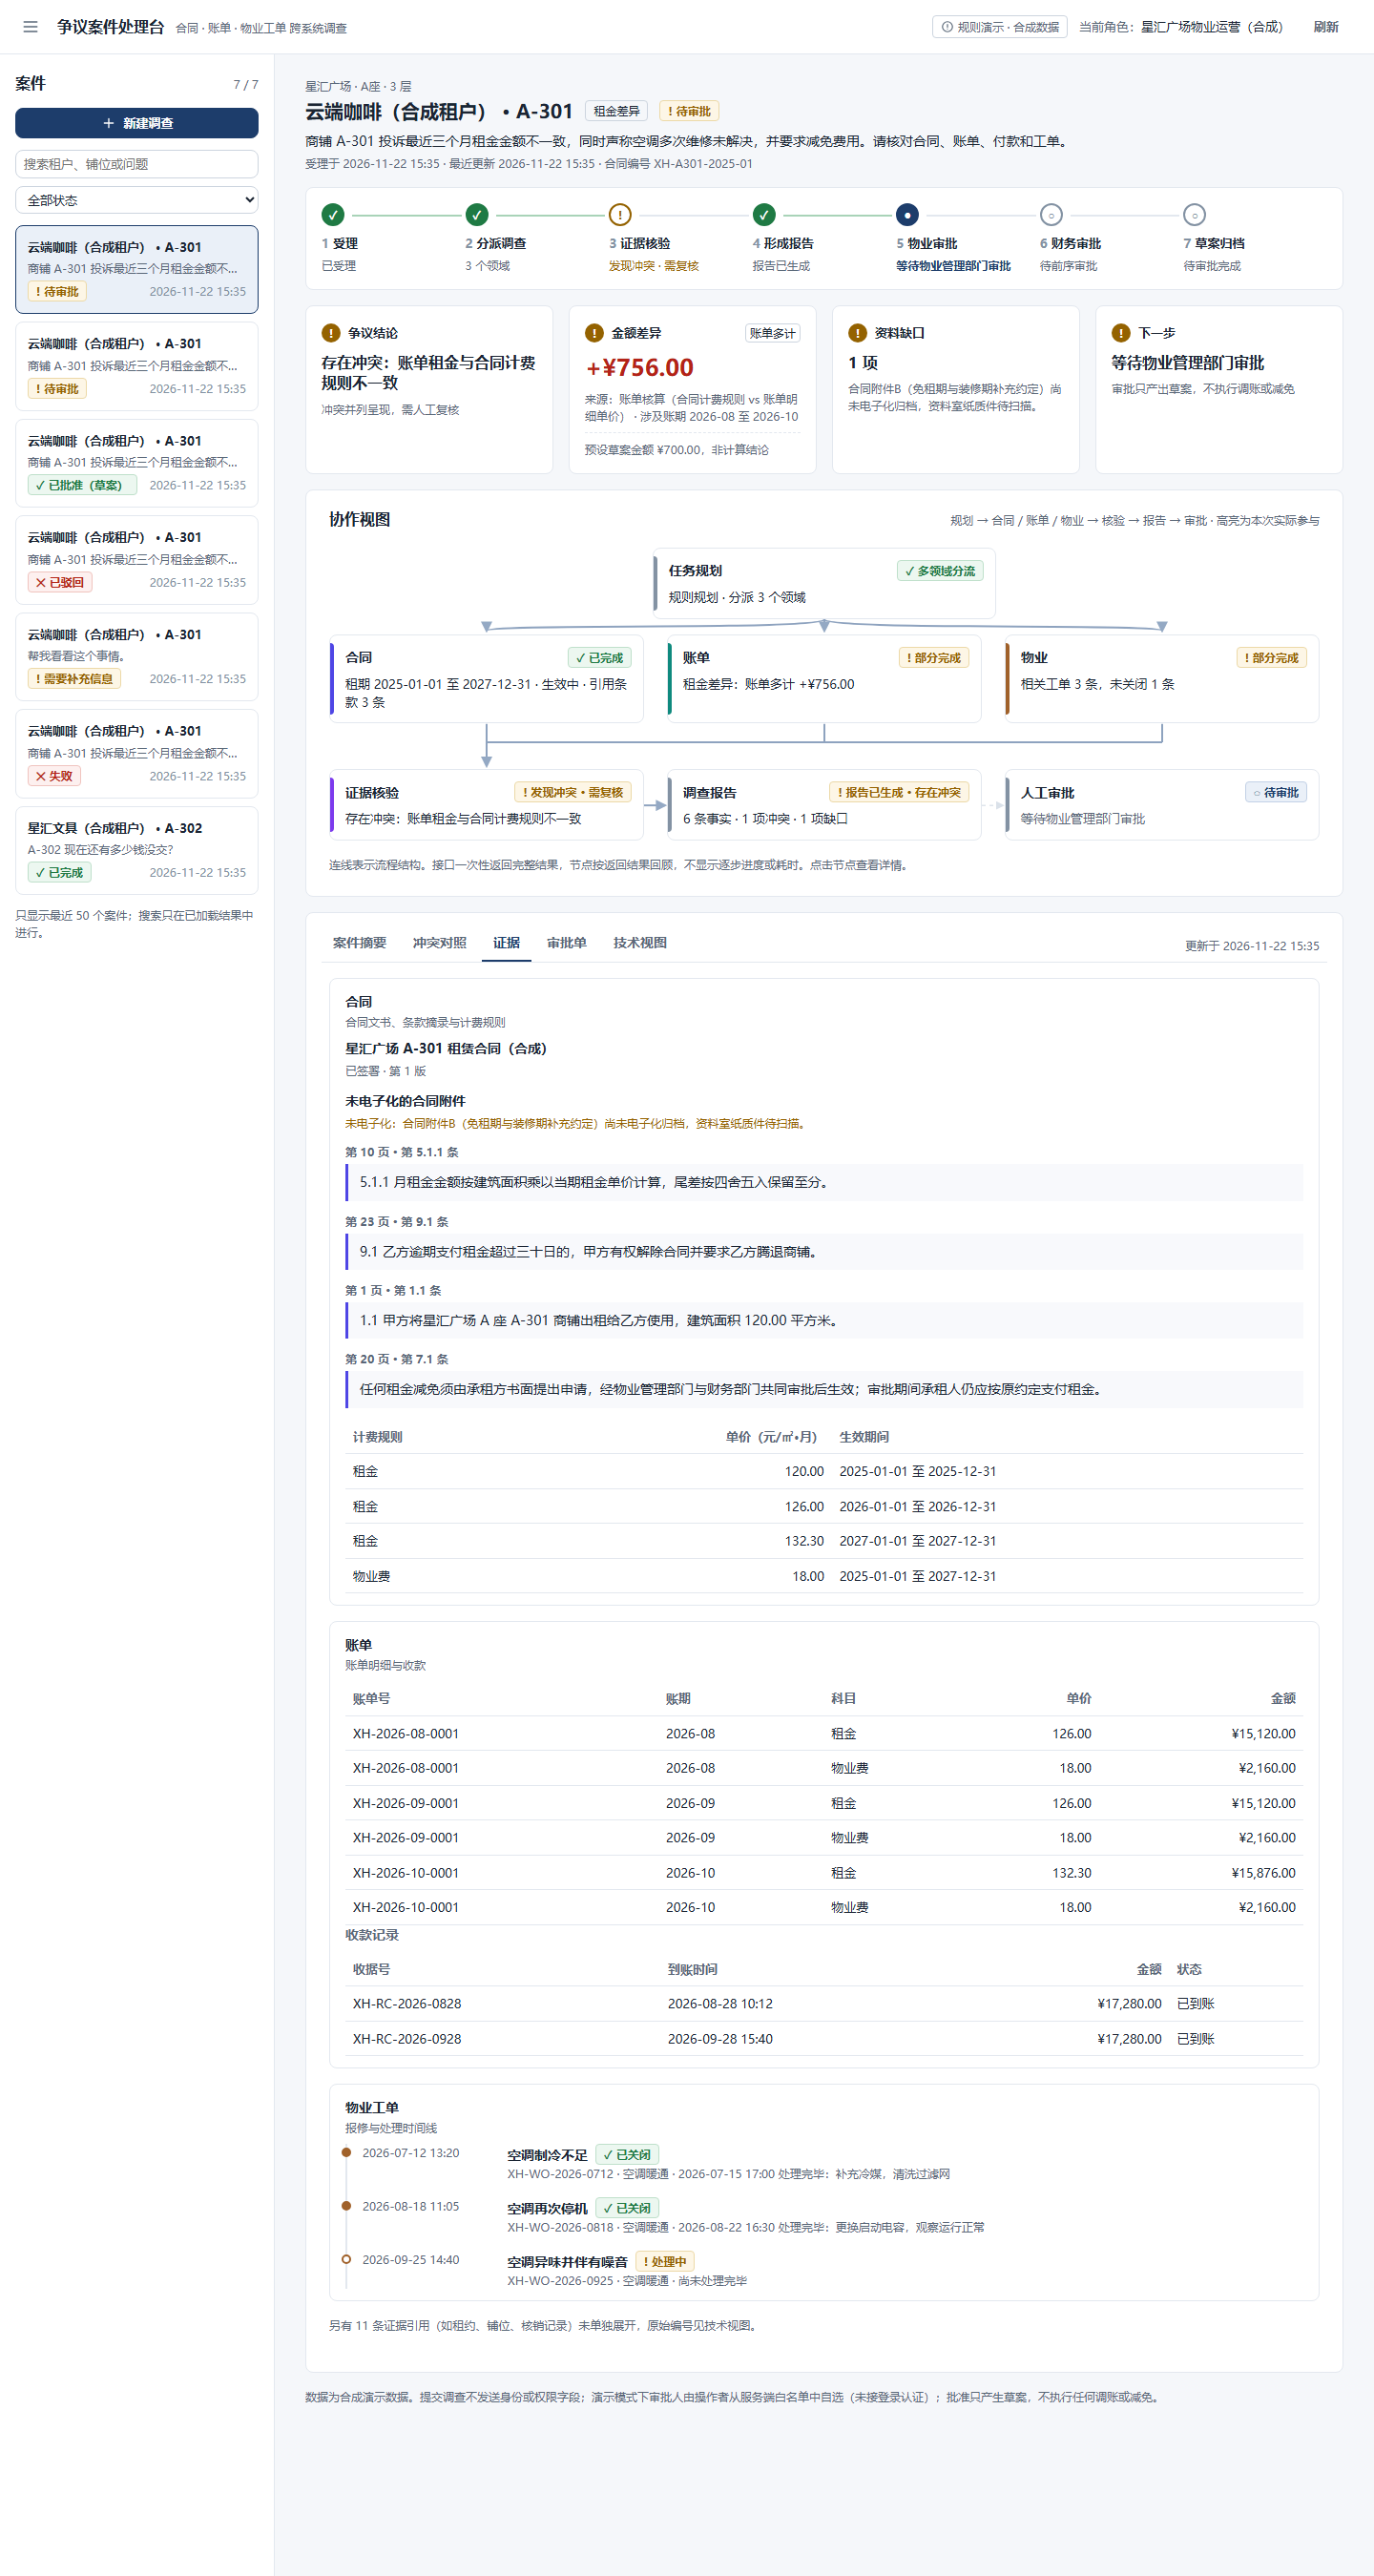 争议案件处理台 合同 · 账单 · 物业工单 跨系统调查
规则演示 · 合成数据 当前角色：星汇广场物业运营（合成） 刷新
案件 7 / 7
＋ 新建调查
搜索租户、铺位或问题
全部状态
云端咖啡（合成租户） • A-301
商铺 A-301 投诉最近三个月租金金额不...
! 待审批 2026-11-22 15:35
云端咖啡（合成租户） • A-301
商铺 A-301 投诉最近三个月租金金额不...
! 待审批 2026-11-22 15:35
云端咖啡（合成租户） • A-301
商铺 A-301 投诉最近三个月租金金额不...
✓ 已批准（草案） 2026-11-22 15:35
云端咖啡（合成租户） • A-301
商铺 A-301 投诉最近三个月租金金额不...
✕ 已驳回 2026-11-22 15:35
云端咖啡（合成租户） • A-301
帮我看看这个事情。
! 需要补充信息 2026-11-22 15:35
云端咖啡（合成租户） • A-301
商铺 A-301 投诉最近三个月租金金额不...
✕ 失败 2026-11-22 15:35
星汇文具（合成租户） • A-302
A-302 现在还有多少钱没交？
✓ 已完成 2026-11-22 15:35
只显示最近 50 个案件；搜索只在已加载结果中
进行。
星汇广场 · A座 · 3 层
云端咖啡（合成租户） • A-301 租金差异 ! 待审批
商铺 A-301 投诉最近三个月租金金额不一致，同时声称空调多次维修未解决，并要求减免费用。请核对合同、账单、付款和工单。
受理于 2026-11-22 15:35 · 最近更新 2026-11-22 15:35 · 合同编号 XH-A301-2025-01
1 受理 2 分派调查 3 证据核验 4 形成报告 5 物业审批 6 财务审批 7 草案归档
已受理 3 个领域 发现冲突 · 需复核 报告已生成 等待物业管理部门审批 待前序审批 待审批完成
! 争议结论
存在冲突：账单租金与合同计费
规则不一致
冲突并列呈现，需人工复核
! 金额差异 账单多计
+¥756.00
来源：账单核算（合同计费规则 vs 账单明
细单价） · 涉及账期 2026-08 至 2026-10
预设草案金额 ¥700.00，非计算结论
! 资料缺口
1 项
合同附件B（免租期与装修期补充约定）尚
未电子化归档，资料室纸质件待扫描。
! 下一步
等待物业管理部门审批
审批只产出草案，不执行调账或减免
协作视图 规划 → 合同 / 账单 / 物业 → 核验 → 报告 → 审批 · 高亮为本次实际参与
任务规划 ✓ 多领域分流
规则规划 · 分派 3 个领域
合同 ✓ 已完成
租期 2025-01-01 至 2027-12-31 · 生效中 · 引用条
款 3 条
账单 ! 部分完成
租金差异：账单多计 +¥756.00
物业 ! 部分完成
相关工单 3 条，未关闭 1 条
证据核验 ! 发现冲突 • 需复核
存在冲突：账单租金与合同计费规则不一致
调查报告 ! 报告已生成 • 存在冲突
6 条事实 · 1 项冲突 · 1 项缺口
人工审批 ○ 待审批
等待物业管理部门审批
连线表示流程结构。接口一次性返回完整结果，节点按返回结果回顾，不显示逐步进度或耗时。点击节点查看详情。
案件摘要 冲突对照 证据 审批单 技术视图 更新于 2026-11-22 15:35
合同
合同文书、条款摘录与计费规则
星汇广场 A-301 租赁合同（合成）
已签署 · 第 1 版
未电子化的合同附件
未电子化：合同附件B（免租期与装修期补充约定）尚未电子化归档，资料室纸质件待扫描。
第 10 页 • 第 5.1.1 条
5.1.1 月租金金额按建筑面积乘以当期租金单价计算，尾差按四舍五入保留至分。
第 23 页 • 第 9.1 条
9.1 乙方逾期支付租金超过三十日的，甲方有权解除合同并要求乙方腾退商铺。
第 1 页 • 第 1.1 条
1.1 甲方将星汇广场 A 座 A-301 商铺出租给乙方使用，建筑面积 120.00 平方米。
第 20 页 • 第 7.1 条
任何租金减免须由承租方书面提出申请，经物业管理部门与财务部门共同审批后生效；审批期间承租人仍应按原约定支付租金。
计费规则 单价（元/㎡•月） 生效期间
租金 120.00 2025-01-01 至 2025-12-31
租金 126.00 2026-01-01 至 2026-12-31
租金 132.30 2027-01-01 至 2027-12-31
物业费 18.00 2025-01-01 至 2027-12-31
账单
账单明细与收款
账单号 账期 科目 单价 金额
XH-2026-08-0001 2026-08 租金 126.00 ¥15,120.00
XH-2026-08-0001 2026-08 物业费 18.00 ¥2,160.00
XH-2026-09-0001 2026-09 租金 126.00 ¥15,120.00
XH-2026-09-0001 2026-09 物业费 18.00 ¥2,160.00
XH-2026-10-0001 2026-10 租金 132.30 ¥15,876.00
XH-2026-10-0001 2026-10 物业费 18.00 ¥2,160.00
收款记录
收据号 到账时间 金额 状态
XH-RC-2026-0828 2026-08-28 10:12 ¥17,280.00 已到账
XH-RC-2026-0928 2026-09-28 15:40 ¥17,280.00 已到账
物业工单
报修与处理时间线
2026-07-12 13:20 空调制冷不足 ✓ 已关闭
XH-WO-2026-0712 · 空调暖通 · 2026-07-15 17:00 处理完毕：补充冷媒，清洗过滤网
2026-08-18 11:05 空调再次停机 ✓ 已关闭
XH-WO-2026-0818 · 空调暖通 · 2026-08-22 16:30 处理完毕：更换启动电容，观察运行正常
2026-09-25 14:40 空调异味并伴有噪音 ! 处理中
XH-WO-2026-0925 · 空调暖通 · 尚未处理完毕
另有 11 条证据引用（如租约、铺位、核销记录）未单独展开，原始编号见技术视图。
数据为合成演示数据。提交调查不发送身份或权限字段；演示模式下审批人由操作者从服务端白名单中自选（未接登录认证）；批准只产生草案，不执行任何调账或减免。